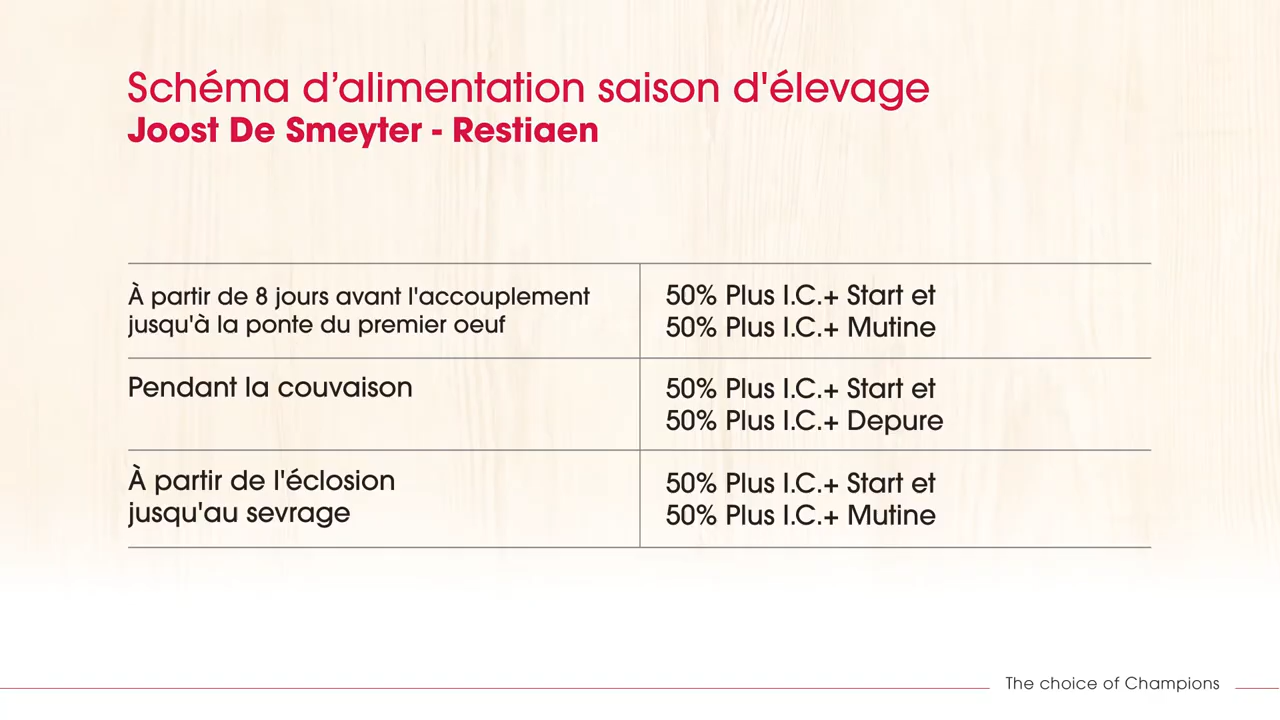 Schéma d’alimentation saison d'élevage
Joost De Smeyter - Restiaen
À partir de 8 jours avant l'accouplement
jusqu'à la ponte du premier oeuf
50% Plus I.C.+ Start et
50% Plus I.C.+ Mutine
Pendant la couvaison
50% Plus I.C.+ Start et
50% Plus I.C.+ Depure
À partir de l'éclosion
jusqu'au sevrage
50% Plus I.C.+ Start et
50% Plus I.C.+ Mutine
The choice of Champions